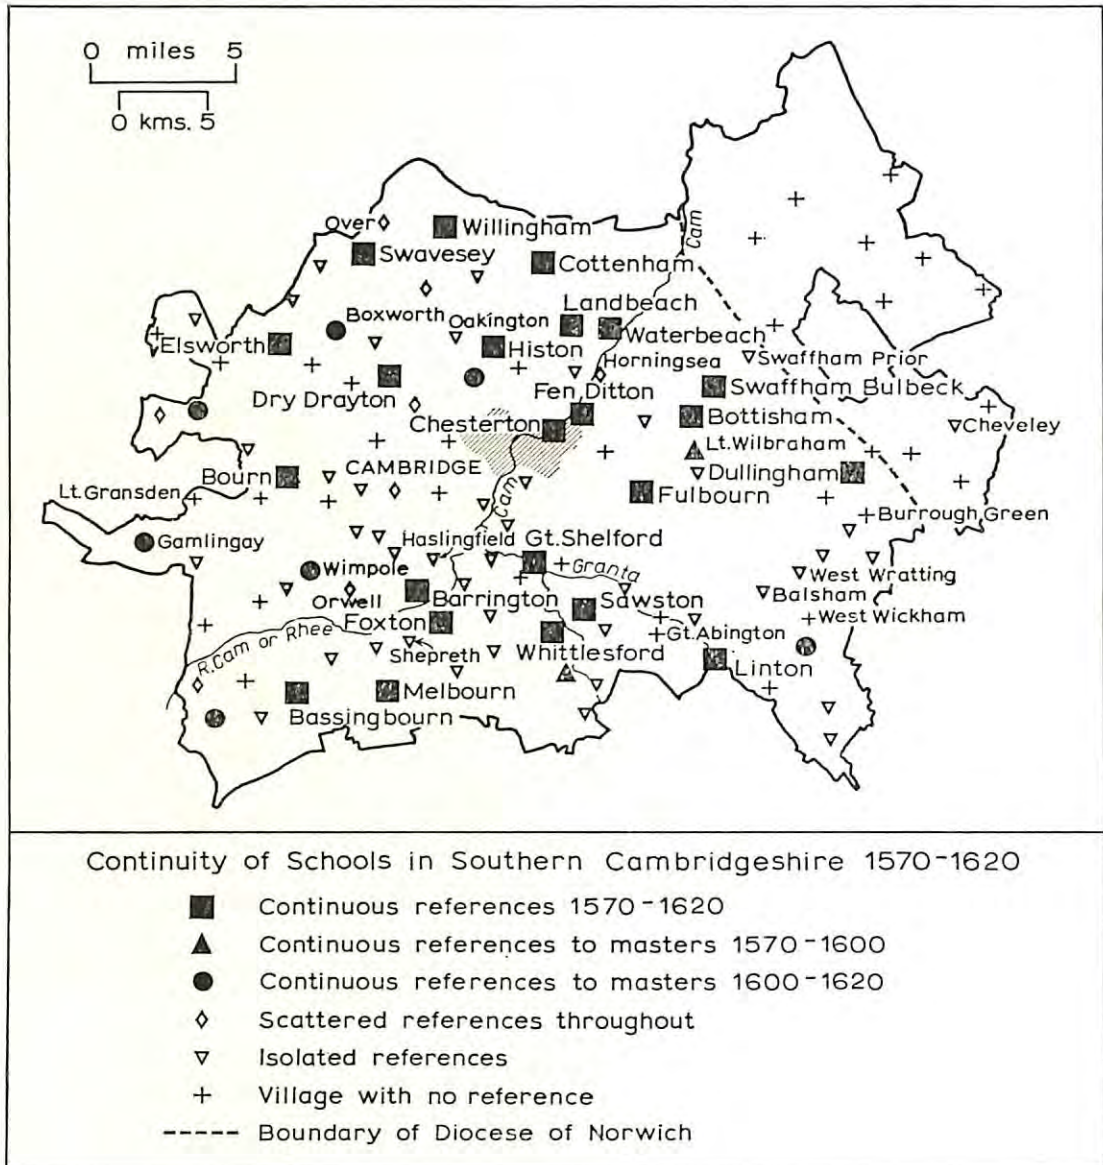 0 miles 5
0 kms. 5
Over
Willingham
Cam
Swavesey
Cottenham
Landbeach
Boxworth
Oakington
Waterbeach
Elsworth
Histon
Horningsea
Swaffham Prior
Dry Drayton
Fen Ditton
Swaffham Bulbeck
Chesterton
Bottisham
Cheveley
Lt. Wilbraham
CAMBRIDGE
Bourn
Dullingham
Lt. Gransden
Cam
Fulbourn
Burrough Green
Gamlingay
Haslingfield
Gt. Shelford
Wimpole
Granta
West Wratting
Orwell
Barrington
Sawston
Balsham
Foxton
West Wickham
R. Cam or Rhee
Gt. Abington
Shepreth
Whittlesford
Linton
Melbourn
Bassingbourn
Continuity of Schools in Southern Cambridgeshire 1570-1620
Continuous references 1570-1620
Continuous references to masters 1570-1600
Continuous references to masters 1600-1620
Scattered references throughout
Isolated references
Village with no reference
Boundary of Diocese of Norwich